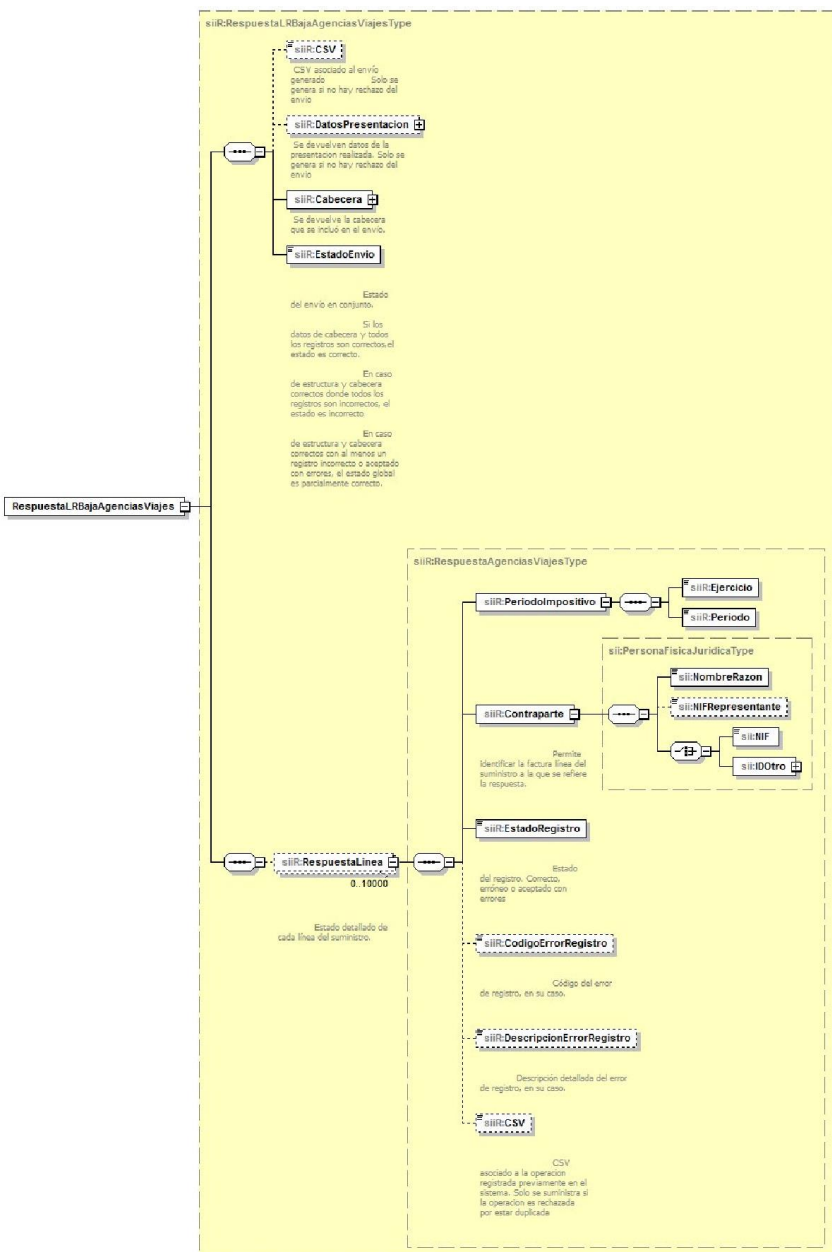 siiR:RespuestaLRBajaAgenciasViajesType
siiR:CSV
CSV asociado al envío
generado Solo se
genera si no hay rechazo del
envio
siiR:DatosPresentacion
Se devuelven datos de la
presentacion realizada. Solo se
genera si no hay rechazo del
envio
siiR:Cabecera
Se devuelve la cabecera
que se incluó en el envío.
siiR:EstadoEnvio
Estado
del envío en conjunto.
Si los
datos de cabecera y todos
los registros son correctos,el
estado es correcto.
En caso
de estructura y cabecera
correctos donde todos los
registros son incorrectos, el
estado es incorrecto
En caso
de estructura y cabecera
correctos con al menos un
registro incorrecto o aceptado
con errores, el estado global
es parcialmente correcto.
RespuestaLRBajaAgenciasViajes
siiR:RespuestaAgenciasViajesType
siiR:PeriodoImpositivo
siiR:Ejercicio
siiR:Periodo
sii:PersonaFisicaJuridicaType
siiR:Contraparte
Permite
identificar la factura línea del
suministro a la que se refiere
la respuesta.
sii:NombreRazon
sii:NIFRepresentante
sii:NIF
sii:IDOtro
siiR:RespuestaLinea
0..10000
Estado detallado de
cada línea del suministro.
siiR:EstadoRegistro
Estado
del registro. Correcto,
erróneo o aceptado con
errores
siiR:CodigoErrorRegistro
Código del error
de registro, en su caso.
siiR:DescripcionErrorRegistro
Descripción detallada del error
de registro, en su caso.
siiR:CSV
CSV
asociado a la operacion
registrada previamente en el
sistema. Solo se suministra si
la operacion es rechazada
por estar duplicada